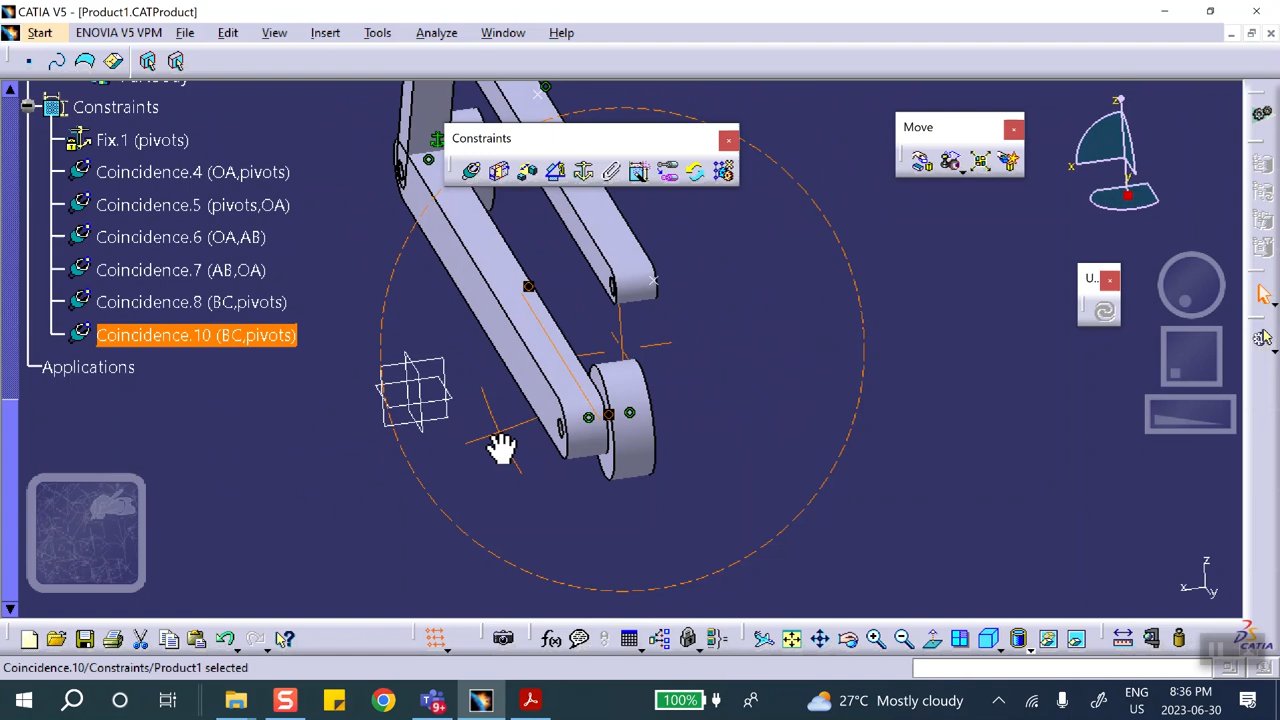 CATIA V5 - [Product1.CATProduct]
Start ENOVIA V5 VPM File Edit View Insert Tools Analyze Window Help
Constraints
Fix.1 (pivots)
Coincidence.4 (OA,pivots)
Coincidence.5 (pivots,OA)
Coincidence.6 (OA,AB)
Coincidence.7 (AB,OA)
Coincidence.8 (BC,pivots)
Coincidence.10 (BC,pivots)
Applications
Constraints
Move
U..
z
x
y
z
x
y
f(x)
CATIA
Coincidence.10/Constraints/Product1 selected
9+
100%
27°C Mostly cloudy
ENG
US
8:36 PM
2023-06-30